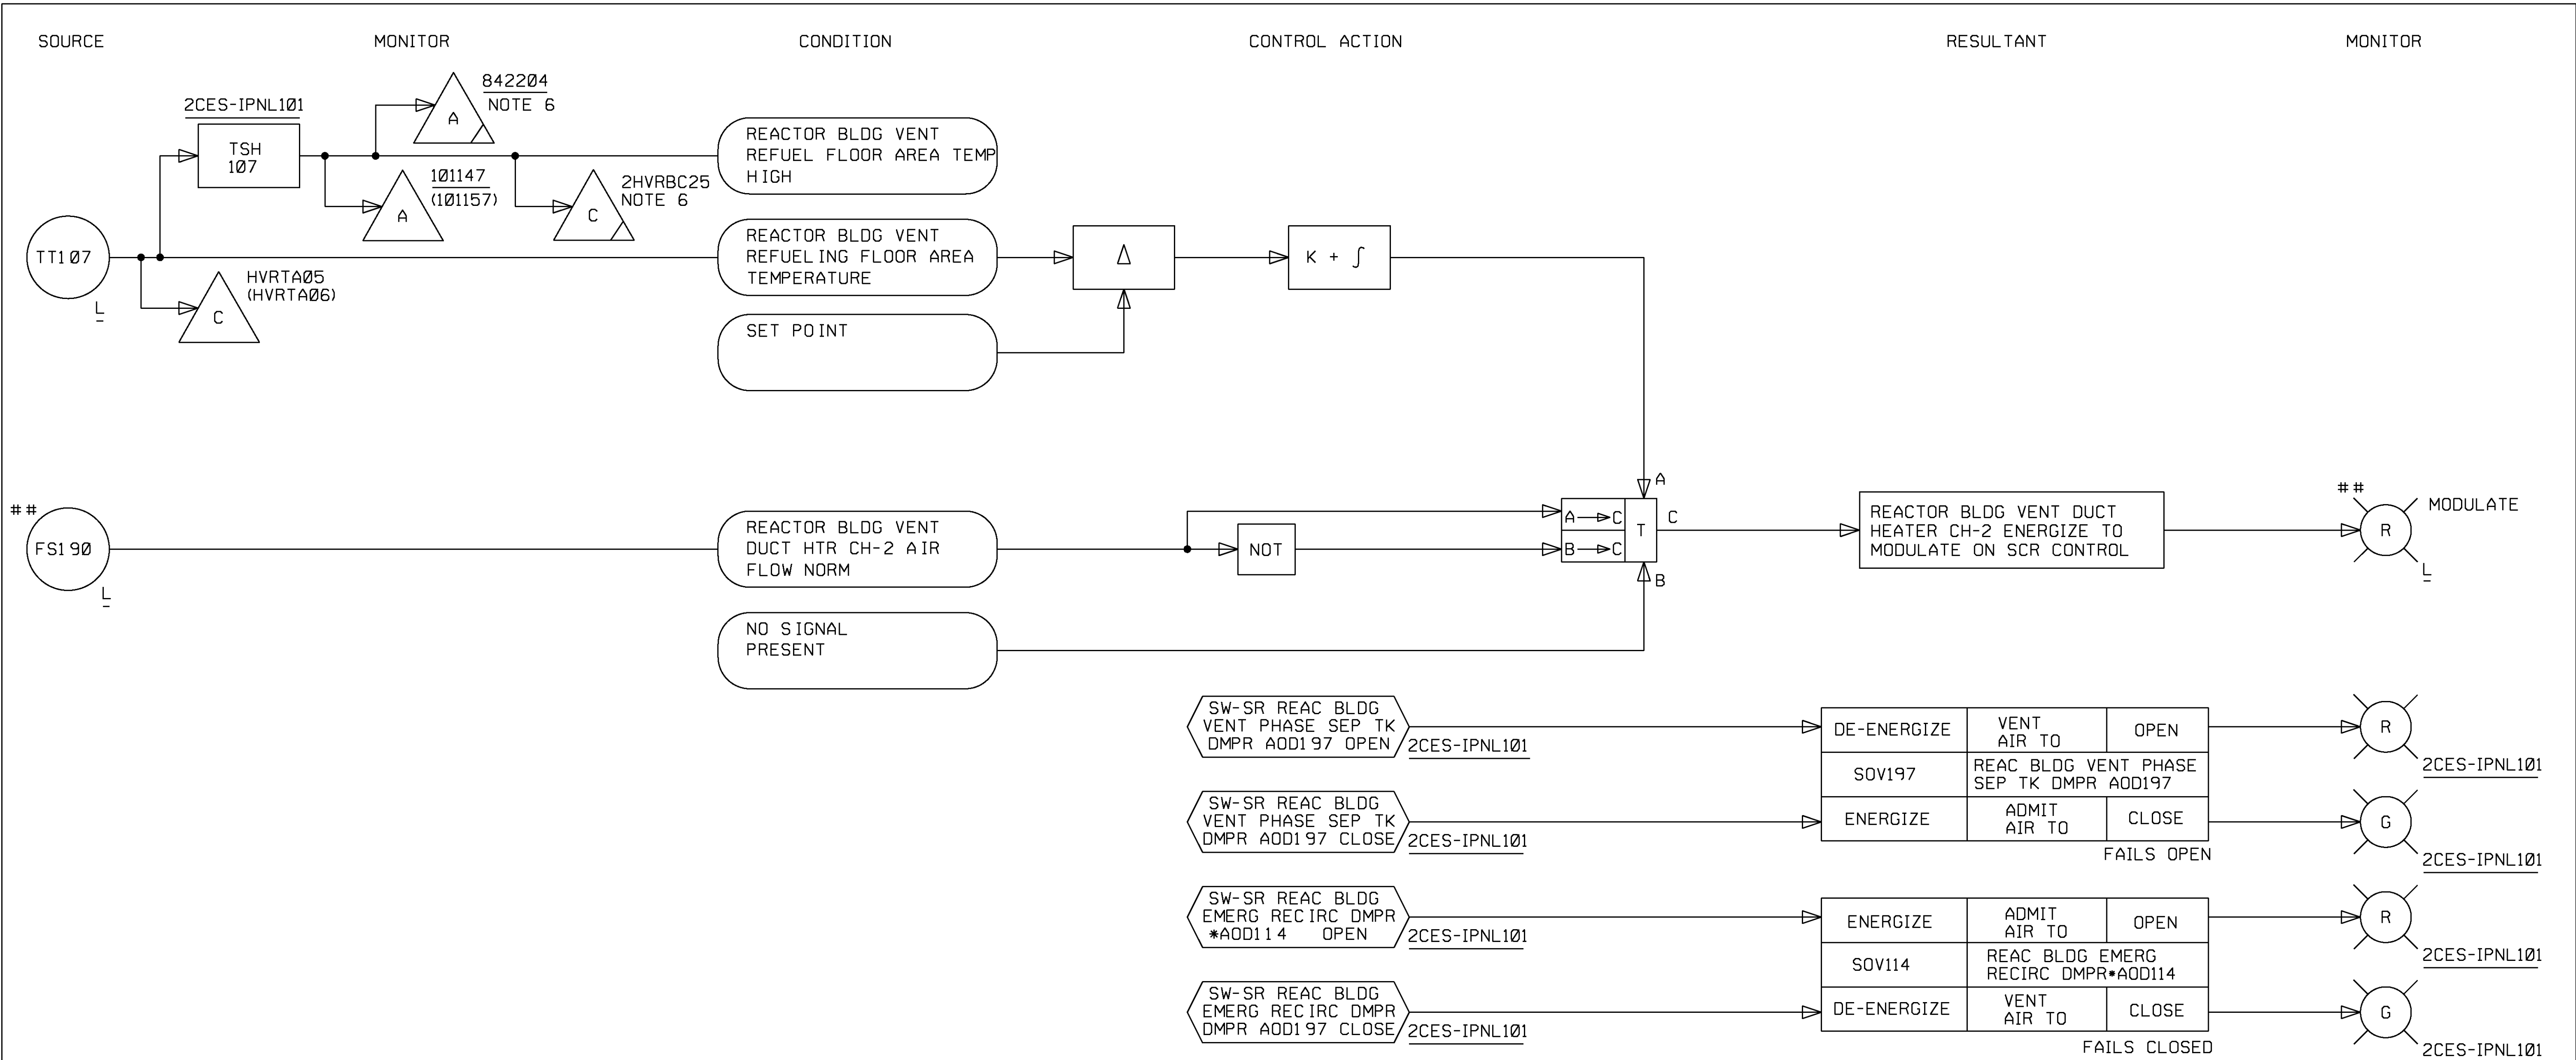 SOURCE
MONITOR
CONDITION
CONTROL ACTION
RESULTANT
MONITOR
2CES-IPNL101
TSH
107
A
842204
NOTE 6
A
101147
(101157)
C
2HVRBC25
NOTE 6
REACTOR BLDG VENT
REFUEL FLOOR AREA TEMP
HIGH
TT107
L
C
HVRTA05
(HVRTA06)
REACTOR BLDG VENT
REFUELING FLOOR AREA
TEMPERATURE
Δ
K + ∫
SET POINT
##
FS190
L
REACTOR BLDG VENT
DUCT HTR CH-2 AIR
FLOW NORM
NOT
A
A C
B C
T
C
B
REACTOR BLDG VENT DUCT
HEATER CH-2 ENERGIZE TO
MODULATE ON SCR CONTROL
##
R
MODULATE
L
NO SIGNAL
PRESENT
SW-SR REAC BLDG
VENT PHASE SEP TK
DMPR AOD197 OPEN
2CES-IPNL101
DE-ENERGIZE
VENT
AIR TO
OPEN
R
2CES-IPNL101
SOV197
REAC BLDG VENT PHASE
SEP TK DMPR AOD197
SW-SR REAC BLDG
VENT PHASE SEP TK
DMPR AOD197 CLOSE
2CES-IPNL101
ENERGIZE
ADMIT
AIR TO
CLOSE
G
2CES-IPNL101
FAILS OPEN
SW-SR REAC BLDG
EMERG RECIRC DMPR
*AOD114 OPEN
2CES-IPNL101
ENERGIZE
ADMIT
AIR TO
OPEN
R
2CES-IPNL101
SOV114
REAC BLDG EMERG
RECIRC DMPR*AOD114
SW-SR REAC BLDG
EMERG RECIRC DMPR
DMPR AOD197 CLOSE
2CES-IPNL101
DE-ENERGIZE
VENT
AIR TO
CLOSE
G
2CES-IPNL101
FAILS CLOSED